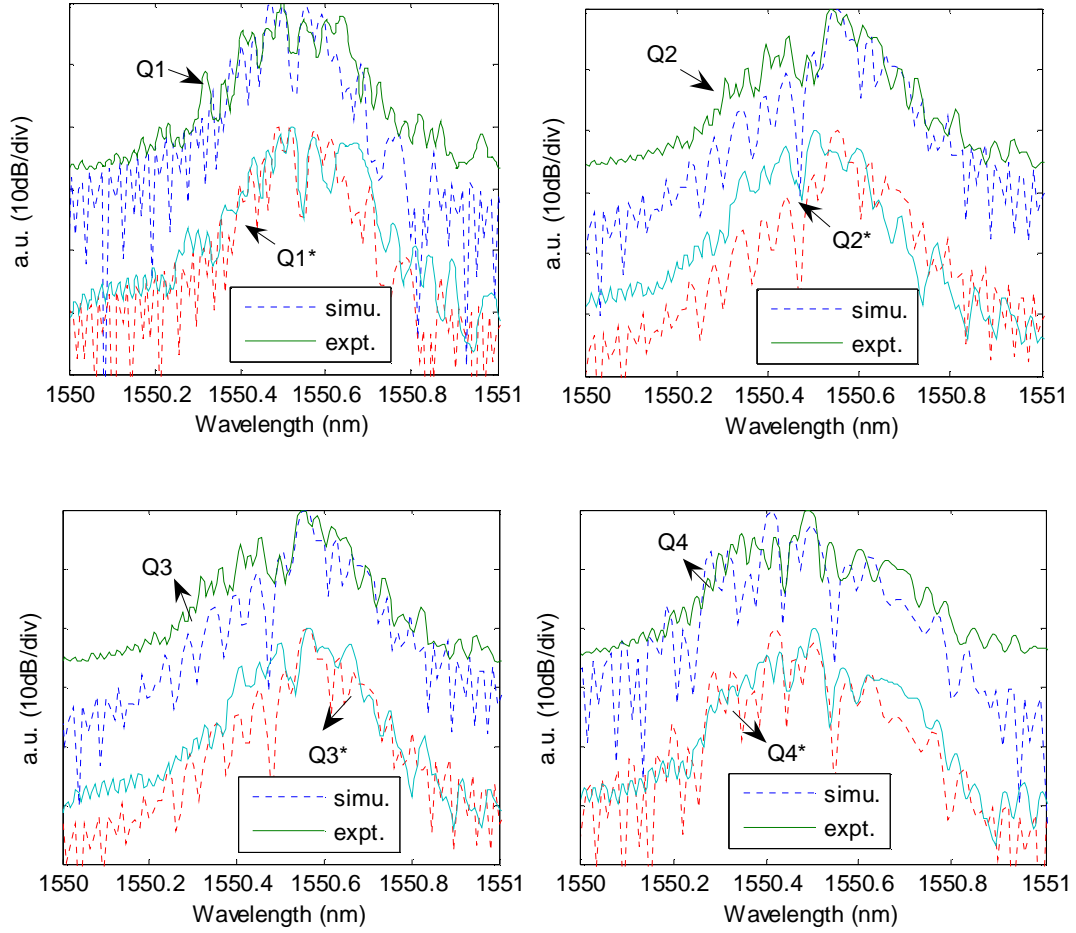 Q1
a.u. (10dB/div)
Q1*
simu.
expt.
1550 1550.2 1550.4 1550.6 1550.8 1551
Wavelength (nm)
Q2
a.u. (10dB/div)
Q2*
simu.
expt.
1550 1550.2 1550.4 1550.6 1550.8 1551
Wavelength (nm)
Q3
a.u. (10dB/div)
Q3*
simu.
expt.
1550 1550.2 1550.4 1550.6 1550.8 1551
Wavelength (nm)
Q4
a.u. (10dB/div)
Q4*
simu.
expt.
1550 1550.2 1550.4 1550.6 1550.8 1551
Wavelength (nm)